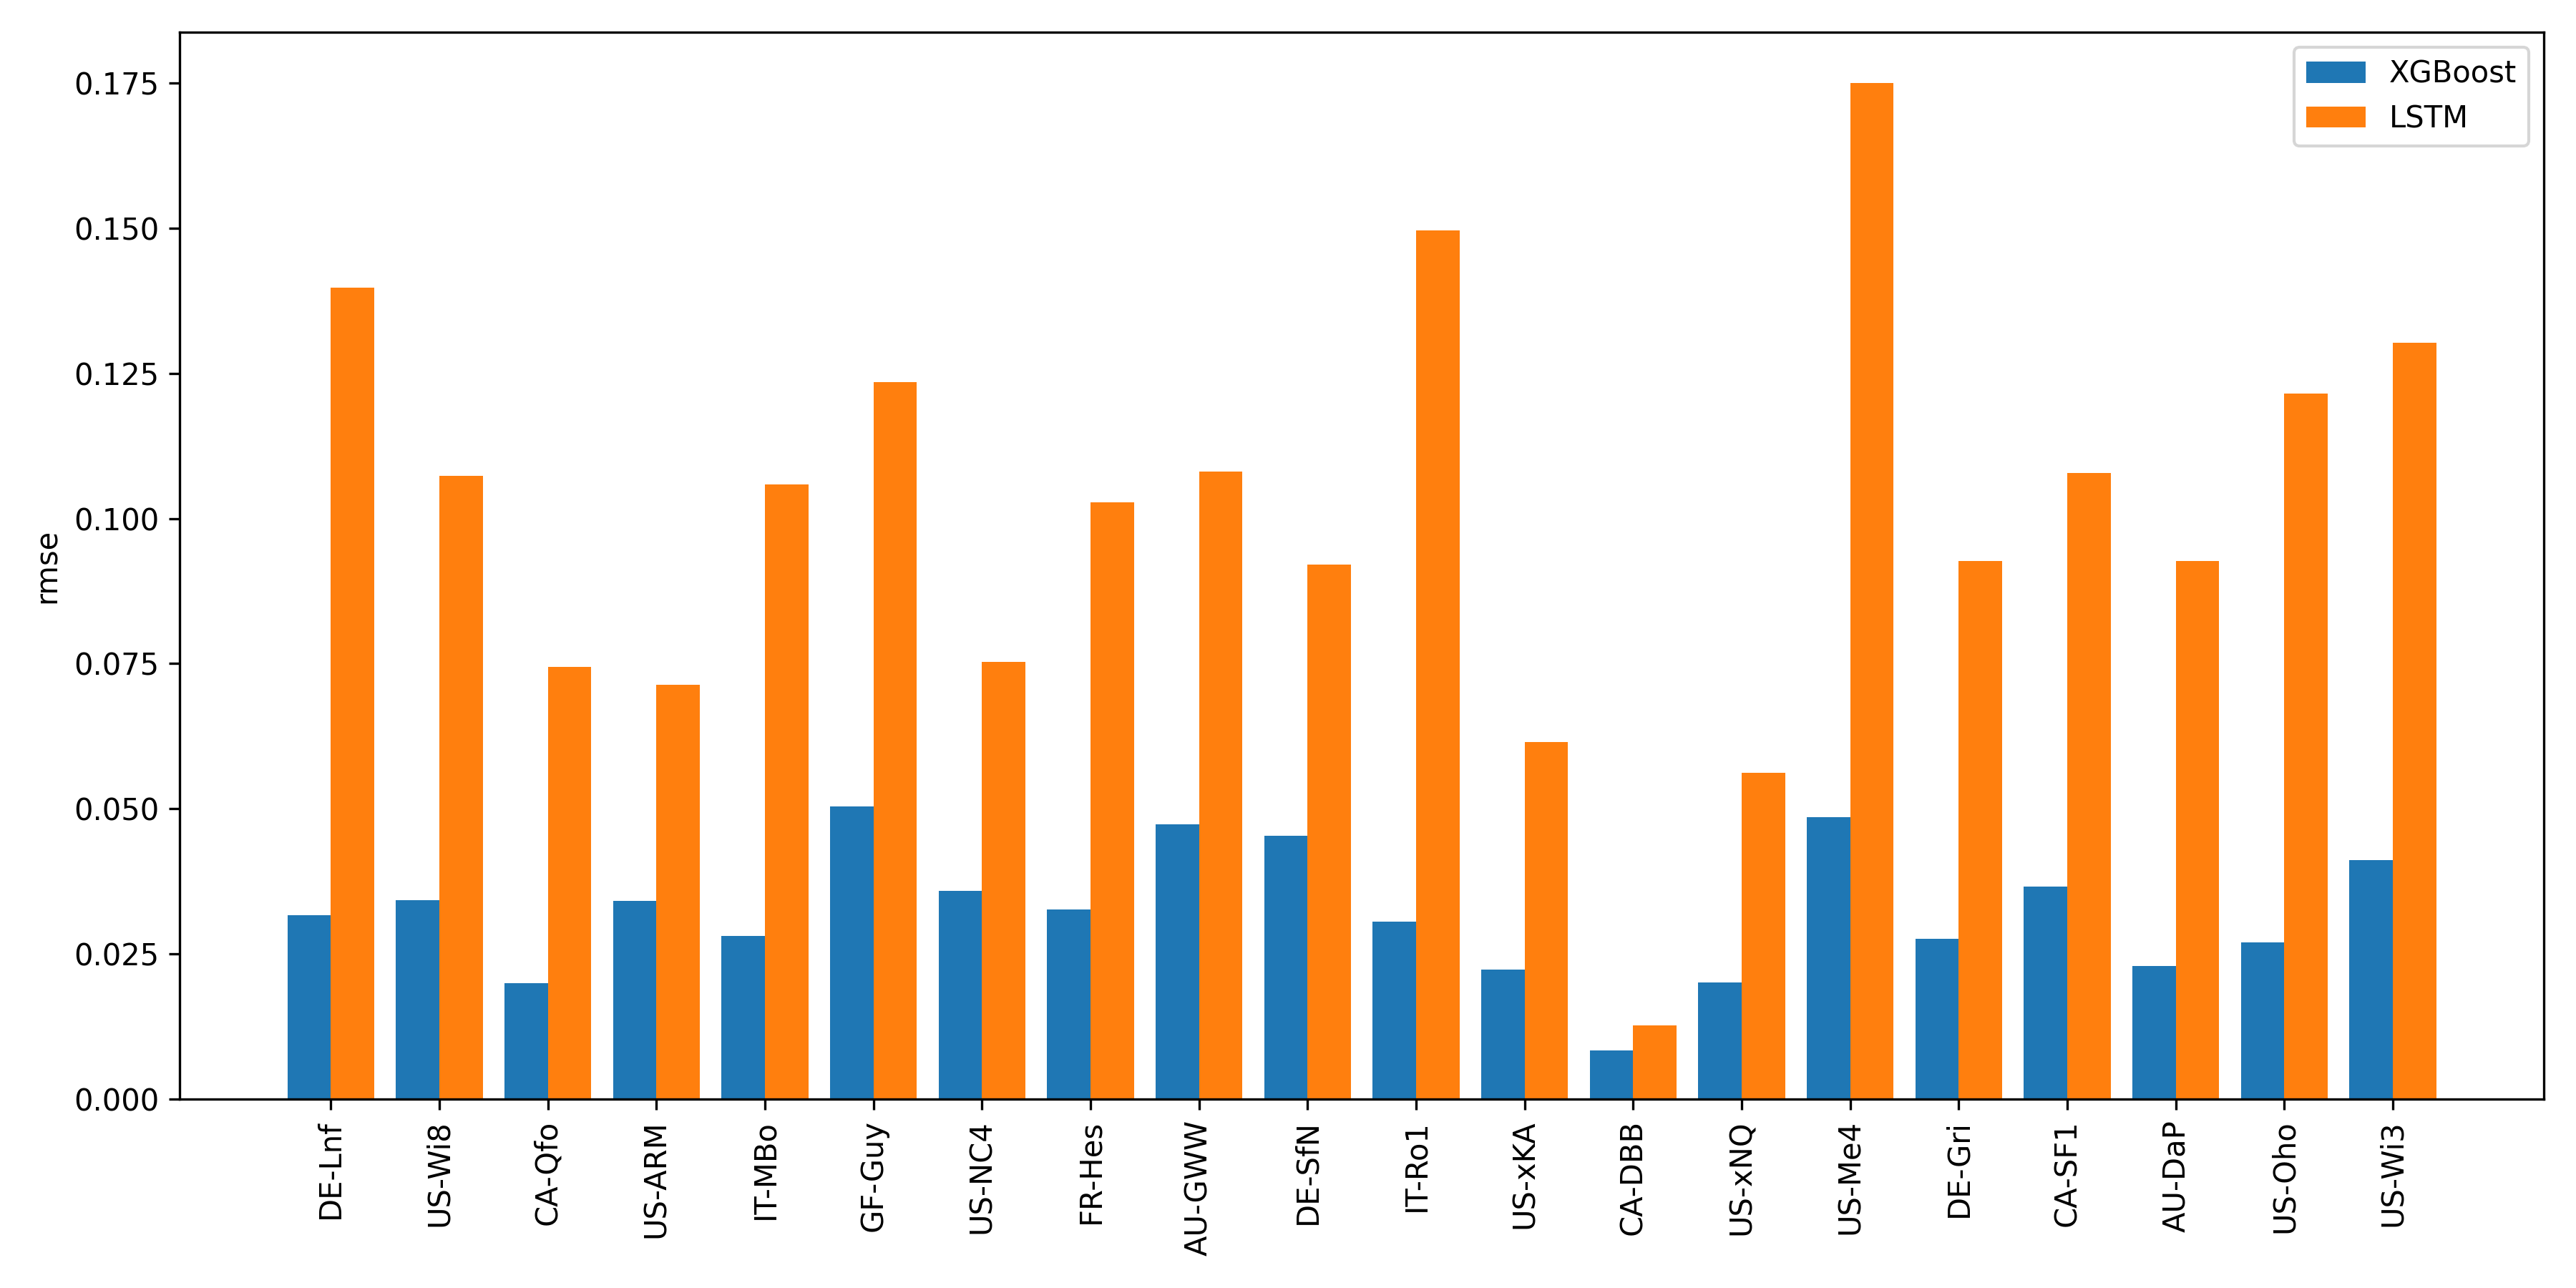 XGBoost
LSTM
rmse
0.175
0.150
0.125
0.100
0.075
0.050
0.025
0.000
DE-Lnf
US-Wi8
CA-Qfo
US-ARM
IT-MBo
GF-Guy
US-NC4
FR-Hes
AU-GWW
DE-SfN
IT-Ro1
US-xKA
CA-DBB
US-xNQ
US-Me4
DE-Gri
CA-SF1
AU-DaP
US-Oho
US-Wi3